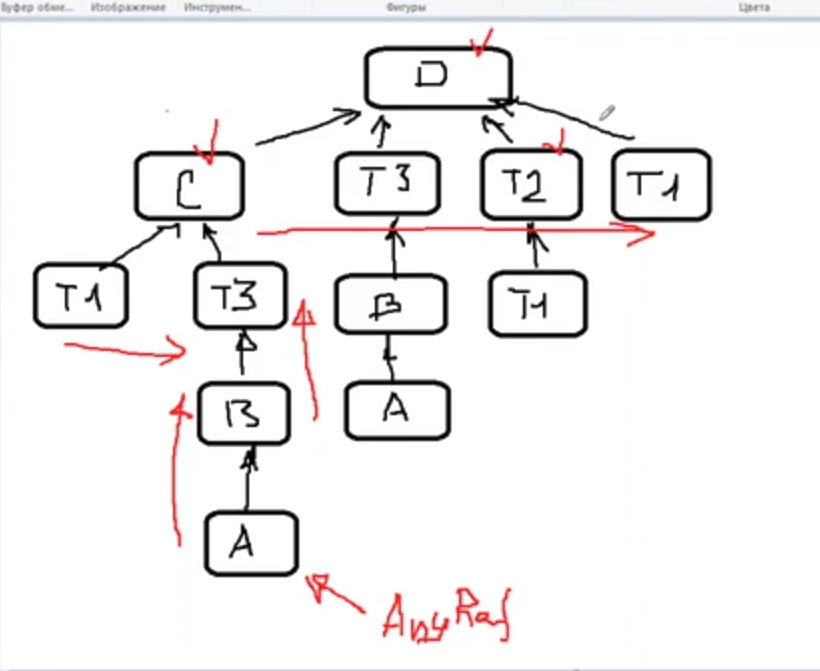 Буфер обме... Изображение Инструмен... Фигуры Цвета
D
C T3 T2 T1
T1 T3 B T1
B A
A
AnyRef